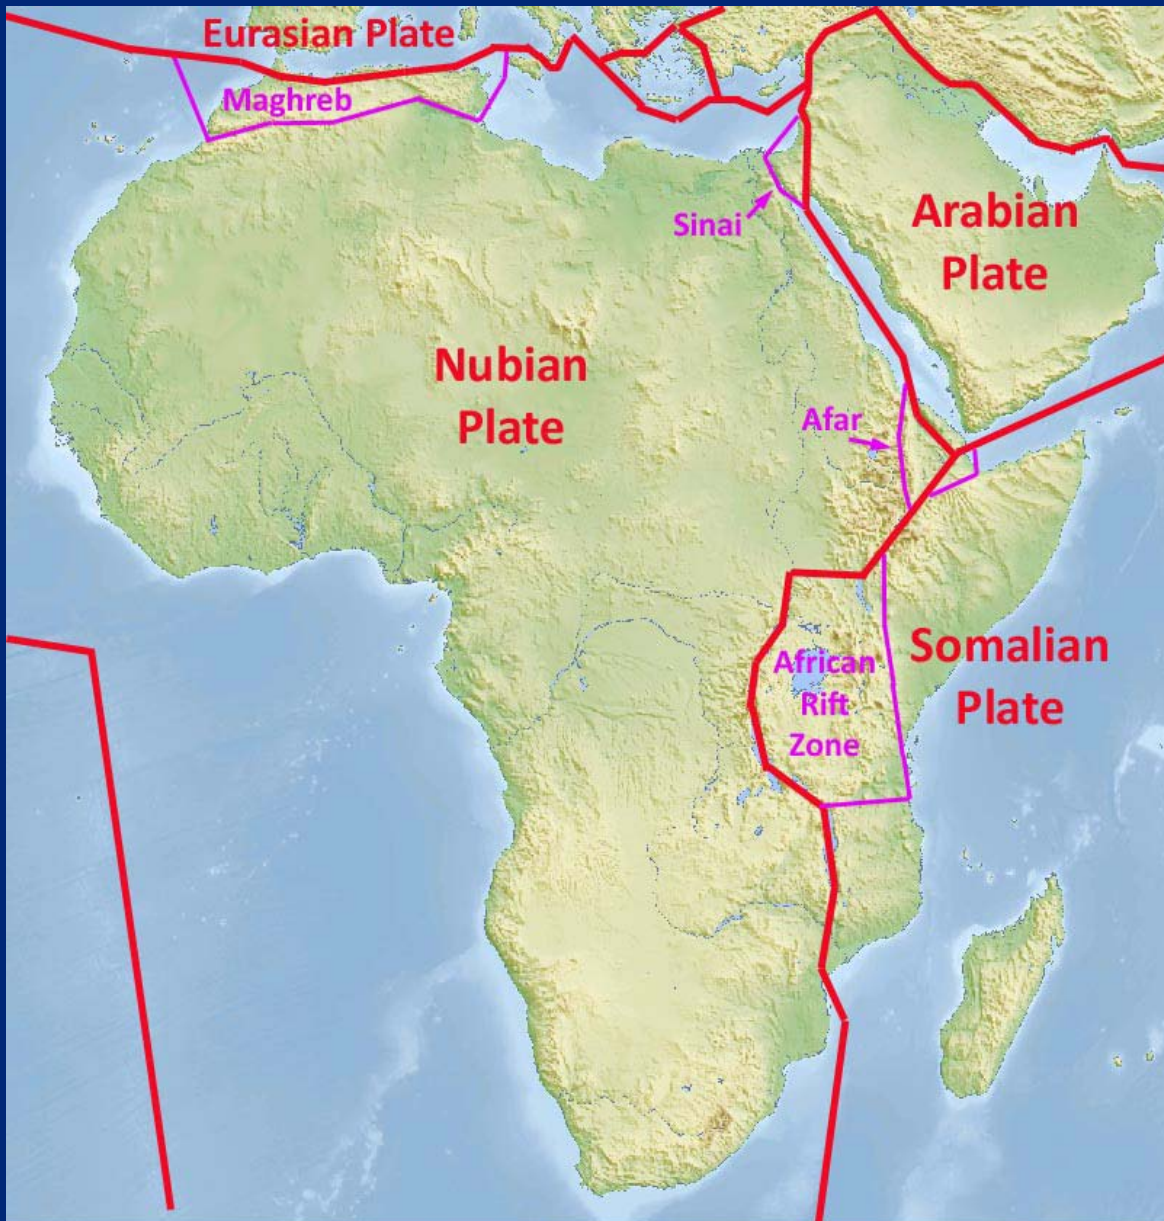 Eurasian Plate
Maghreb
Arabian
Plate
Sinai
Nubian
Plate
Afar
Somalian
Plate
African
Rift
Zone